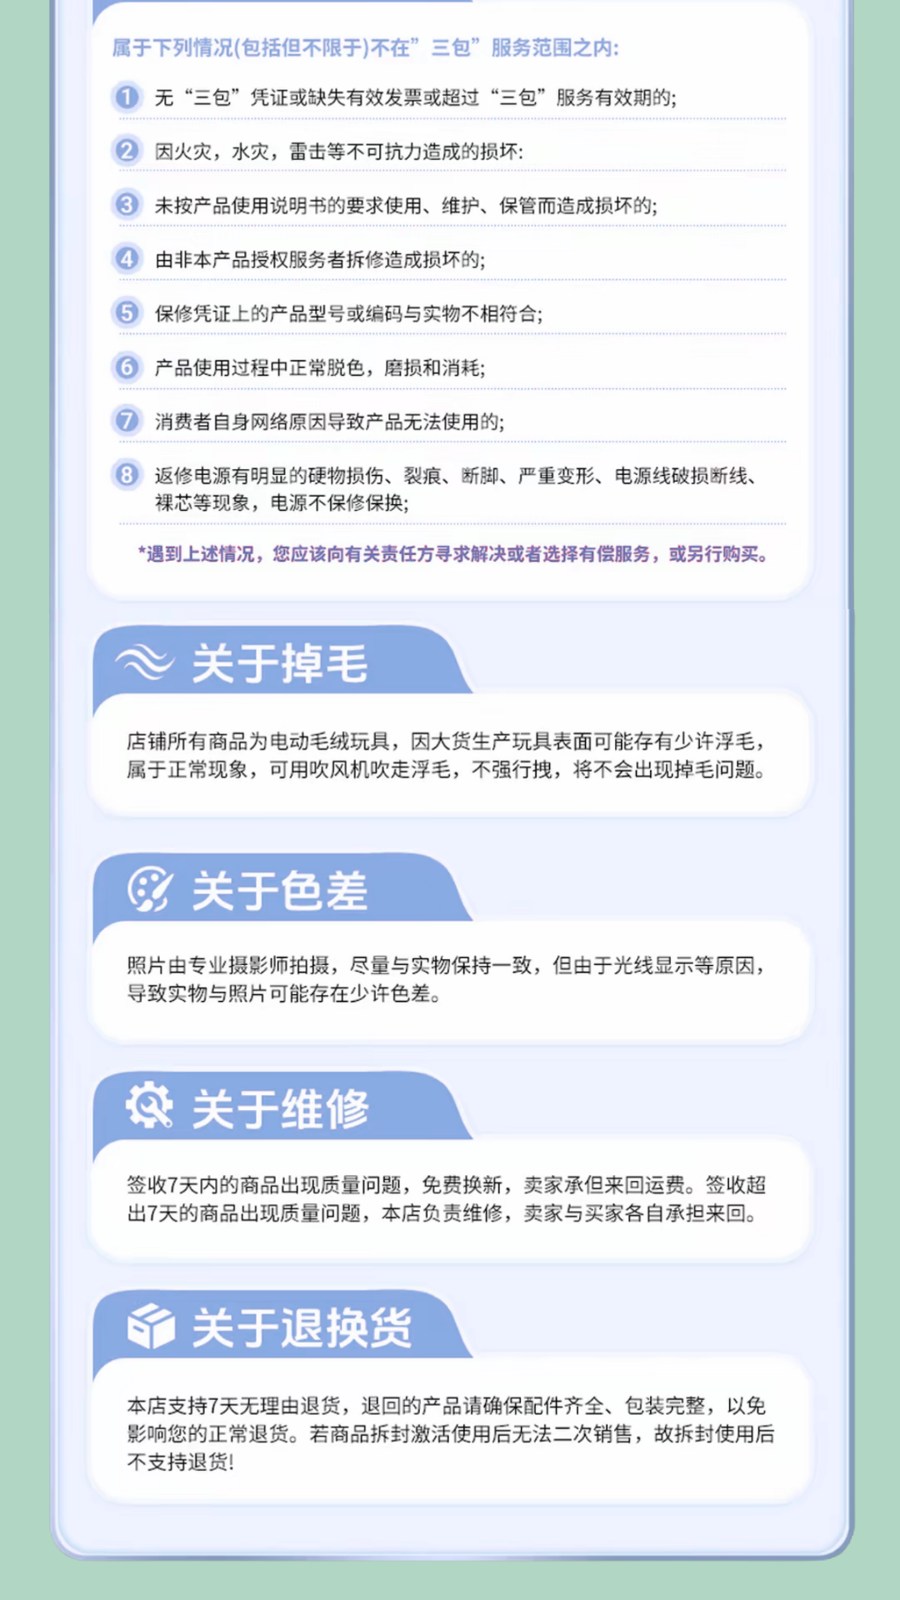 属于下列情况(包括但不限于)不在”三包”服务范围之内:
1 无“三包”凭证或缺失有效发票或超过“三包”服务有效期的;
2 因火灾，水灾，雷击等不可抗力造成的损坏:
3 未按产品使用说明书的要求使用、维护、保管而造成损坏的;
4 由非本产品授权服务者拆修造成损坏的;
5 保修凭证上的产品型号或编码与实物不相符合;
6 产品使用过程中正常脱色，磨损和消耗;
7 消费者自身网络原因导致产品无法使用的;
8 返修电源有明显的硬物损伤、裂痕、断脚、严重变形、电源线破损断线、
裸芯等现象，电源不保修保换;
*遇到上述情况，您应该向有关责任方寻求解决或者选择有偿服务，或另行购买。
关于掉毛
店铺所有商品为电动毛绒玩具，因大货生产玩具表面可能存有少许浮毛，
属于正常现象，可用吹风机吹走浮毛，不强行拽，将不会出现掉毛问题。
关于色差
照片由专业摄影师拍摄，尽量与实物保持一致，但由于光线显示等原因，
导致实物与照片可能存在少许色差。
关于维修
签收7天内的商品出现质量问题，免费换新，卖家承但来回运费。签收超
出7天的商品出现质量问题，本店负责维修，卖家与买家各自承担来回。
关于退换货
本店支持7天无理由退货，退回的产品请确保配件齐全、包装完整，以免
影响您的正常退货。若商品拆封激活使用后无法二次销售，故拆封使用后
不支持退货!